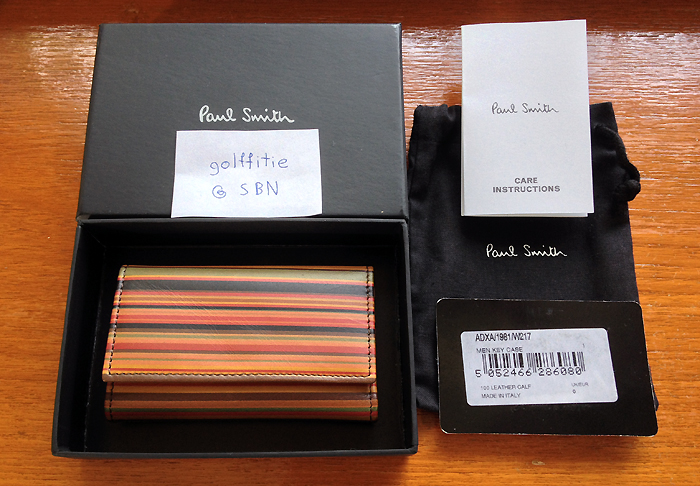 Paul Smith
golffitie
@ SBN
Paul Smith
CARE
INSTRUCTIONS
Paul Smith
ADXA/1981/W217
MEN KEY CASE
5 052466 286080
100 LEATHER CALF
MADE IN ITALY